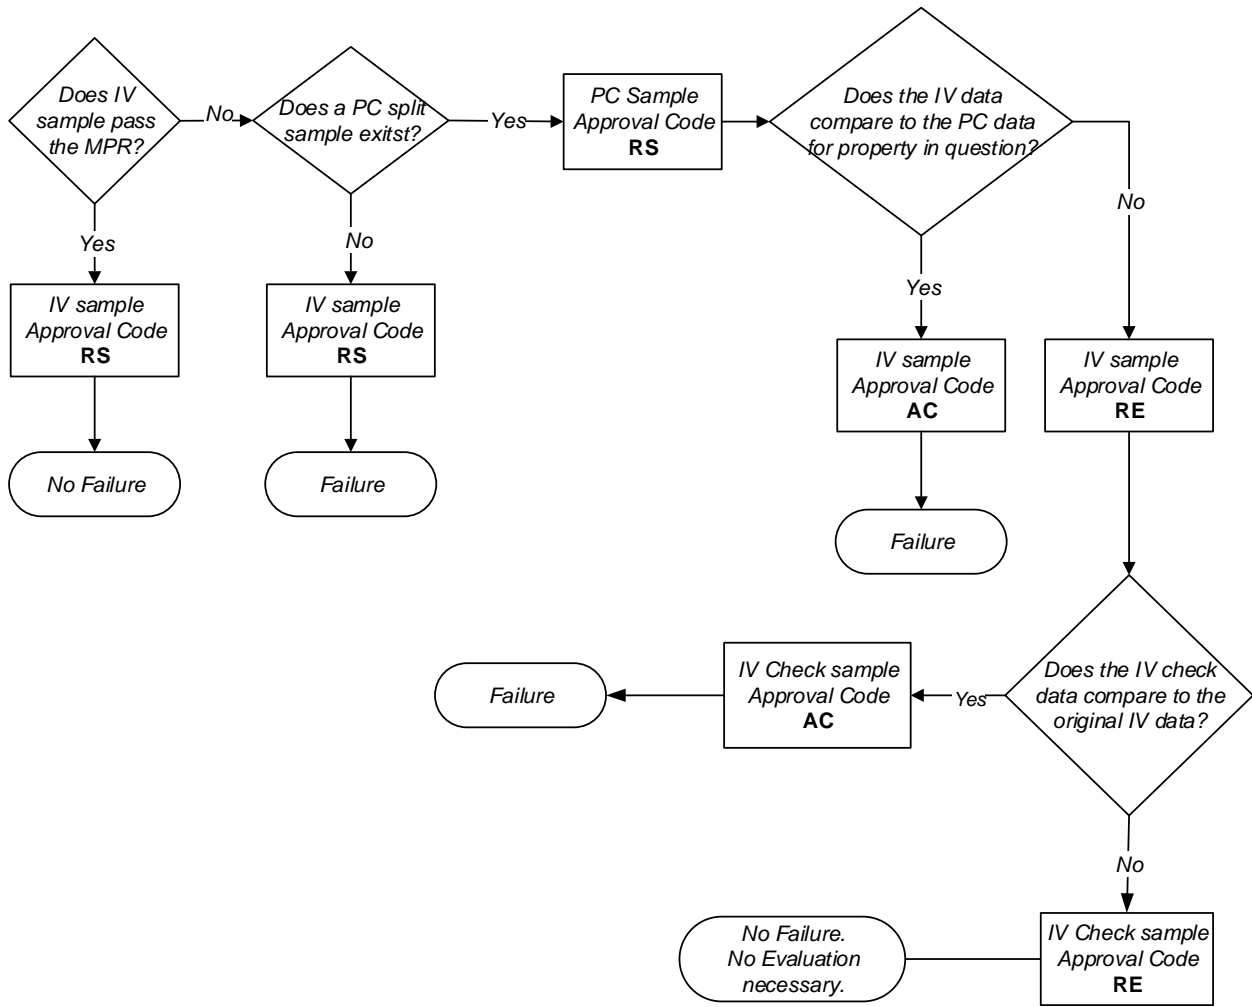 Does IV
sample pass
the MPR?
No
Does a PC split
sample exitst?
Yes
PC Sample
Approval Code
RS
Does the IV data
compare to the PC data
for property in question?
No
Yes
No
Yes
IV sample
Approval Code
RS
IV sample
Approval Code
RS
IV sample
Approval Code
AC
IV sample
Approval Code
RE
No Failure
Failure
Failure
Does the IV check
data compare to the
original IV data?
Yes
IV Check sample
Approval Code
AC
Failure
No
IV Check sample
Approval Code
RE
No Failure.
No Evaluation
necessary.